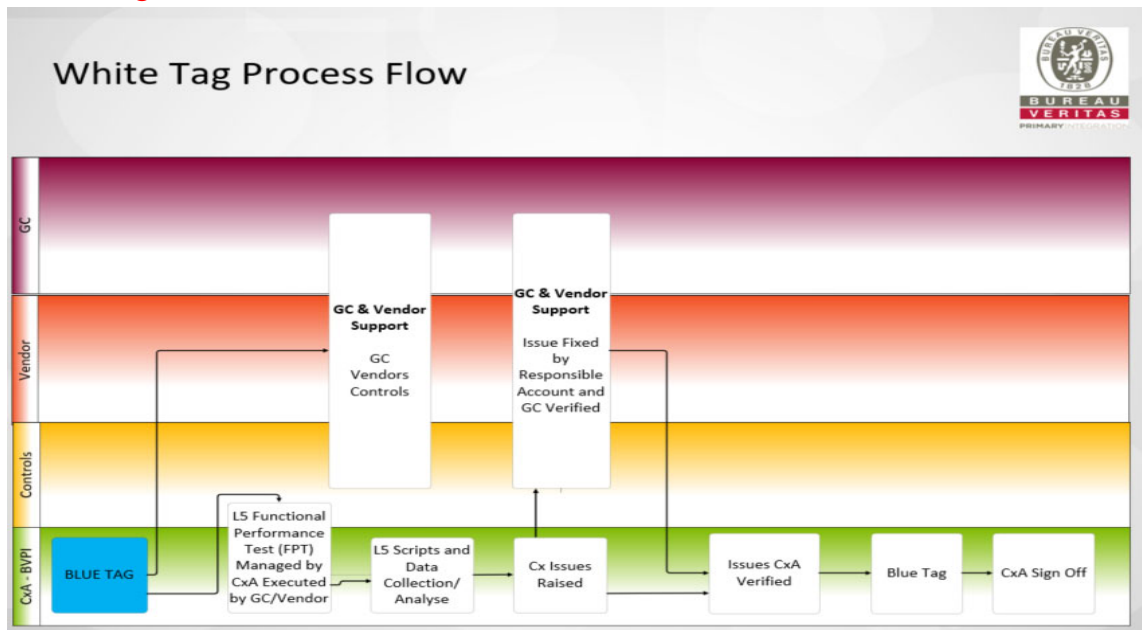 White Tag Process Flow
BUREAU VERITAS
1828
BUREAU
VERITAS
PRIMARY INTEGRATION
GC
Vendor
Controls
CxA - BVPI
GC & Vendor
Support
GC
Vendors
Controls
GC & Vendor
Support
Issue Fixed
by
Responsible
Account and
GC Verified
BLUE TAG
L5 Functional
Performance
Test (FPT)
Managed by
CxA Executed
by GC/Vendor
L5 Scripts and
Data
Collection/
Analyse
Cx Issues
Raised
Issues CxA
Verified
Blue Tag
CxA Sign Off